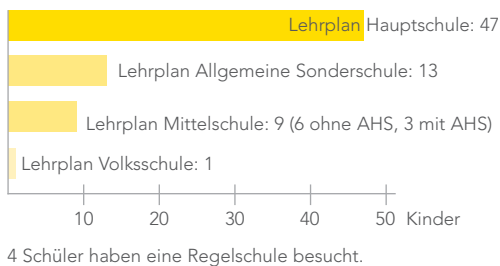 Lehrplan Hauptschule: 47
Lehrplan Allgemeine Sonderschule: 13
Lehrplan Mittelschule: 9 (6 ohne AHS, 3 mit AHS)
Lehrplan Volksschule: 1
10 20 30 40 50 Kinder
4 Schüler haben eine Regelschule besucht.